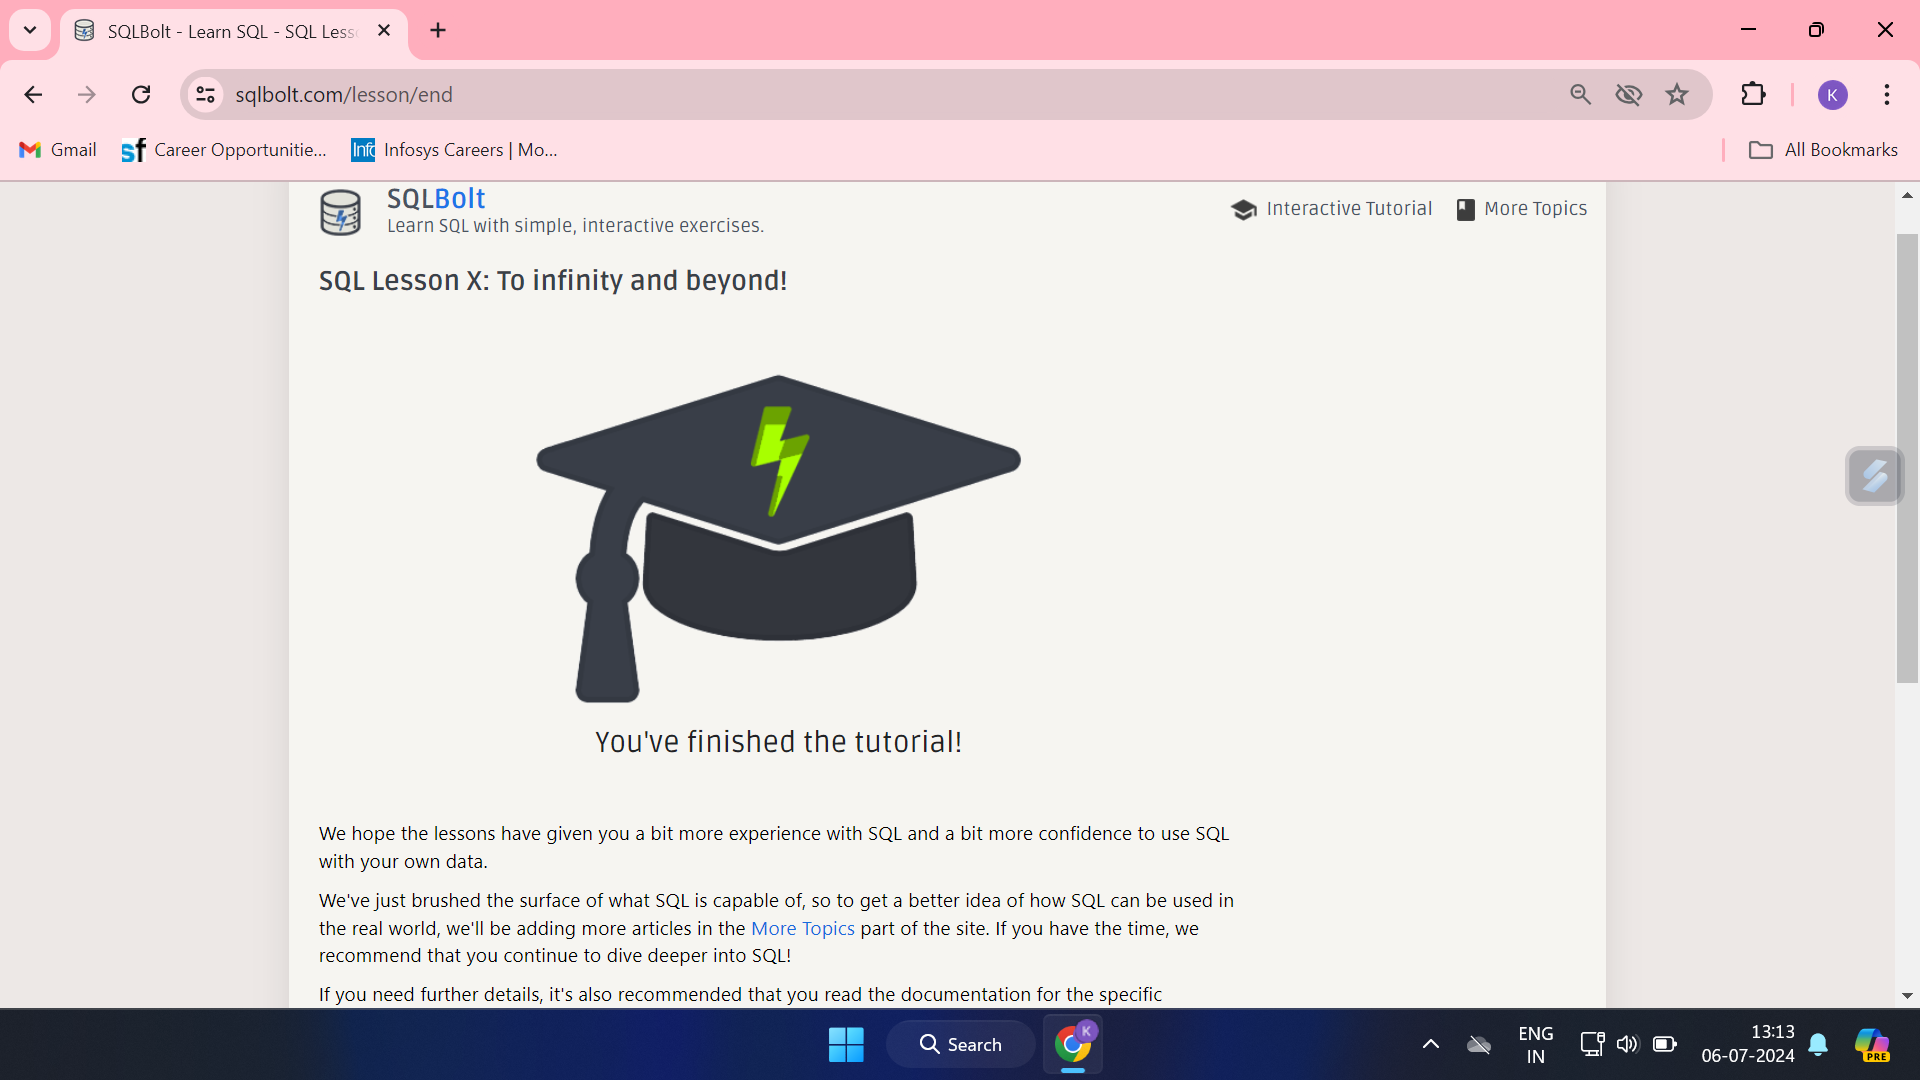 SQLBolt - Learn SQL - SQL Less
sqlbolt.com/lesson/end
K
Gmail
Career Opportunitie...
Infosys Careers | Mo...
All Bookmarks
SQLBolt
Learn SQL with simple, interactive exercises.
Interactive Tutorial
More Topics
SQL Lesson X: To infinity and beyond!
You've finished the tutorial!
We hope the lessons have given you a bit more experience with SQL and a bit more confidence to use SQL
with your own data.
We've just brushed the surface of what SQL is capable of, so to get a better idea of how SQL can be used in
the real world, we'll be adding more articles in the More Topics part of the site. If you have the time, we
recommend that you continue to dive deeper into SQL!
If you need further details, it's also recommended that you read the documentation for the specific
Search
K
ENG
IN
13:13
06-07-2024
PRE